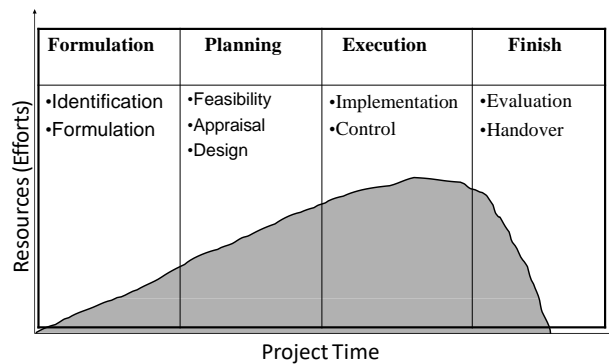 Formulation
Planning
Execution
Finish
•Identification
•Formulation
•Feasibility
•Appraisal
•Design
•Implementation
•Control
•Evaluation
•Handover
Resources (Efforts)
Project Time